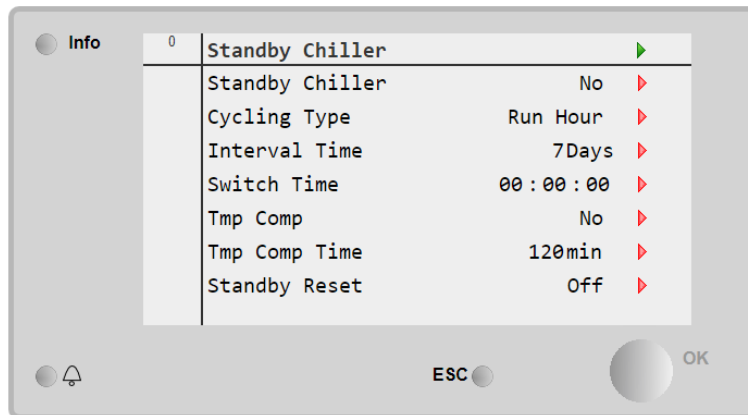 Info
0 Standby Chiller
Standby Chiller No
Cycling Type Run Hour
Interval Time 7Days
Switch Time 00:00:00
Tmp Comp No
Tmp Comp Time 120min
Standby Reset Off
ESC
OK